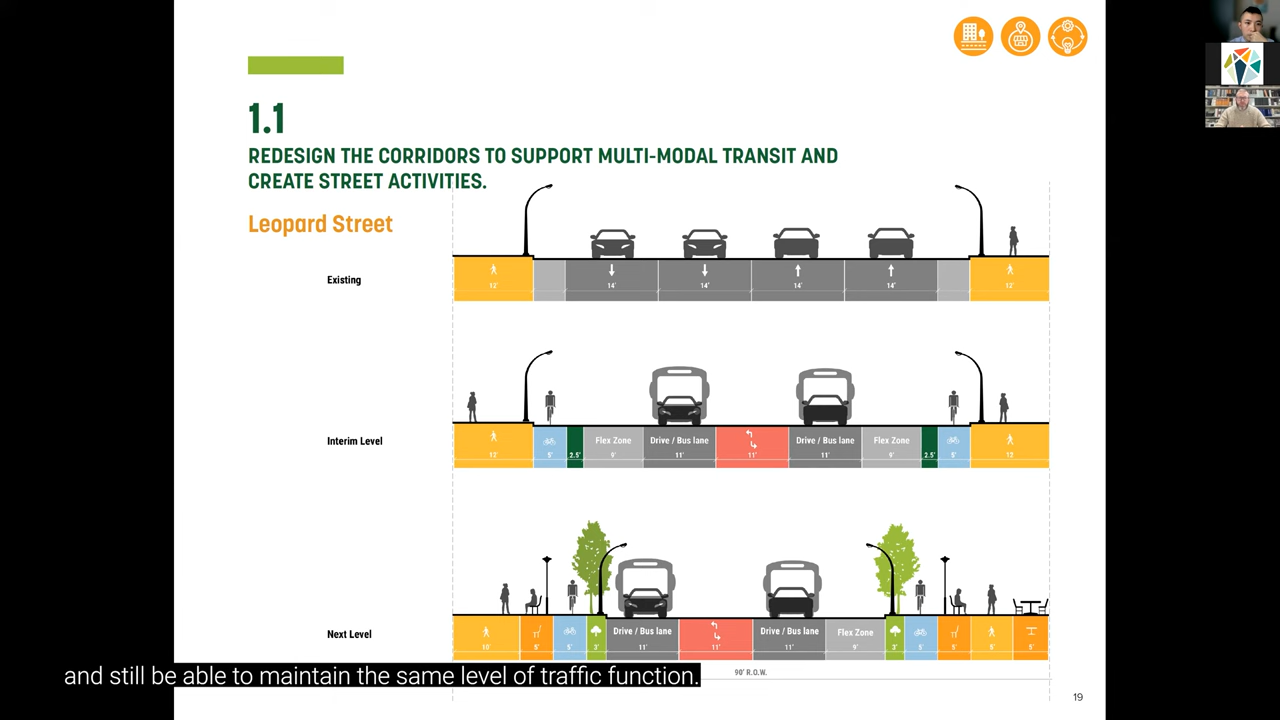 1.1
REDESIGN THE CORRIDORS TO SUPPORT MULTI-MODAL TRANSIT AND
CREATE STREET ACTIVITIES.
Leopard Street
Existing
12' 14' 14' 14' 14' 12'
Interim Level
Flex Zone Drive / Bus lane Drive / Bus lane Flex Zone
12' 5' 2.5' 9' 11' 11' 11' 9' 2.5' 5' 12'
Next Level
Drive / Bus lane Drive / Bus lane Flex Zone
10' 5' 5' 3' 11' 11' 11' 9' 3' 5' 5' 5' 5'
90' R.O.W.
and still be able to maintain the same level of traffic function.
19